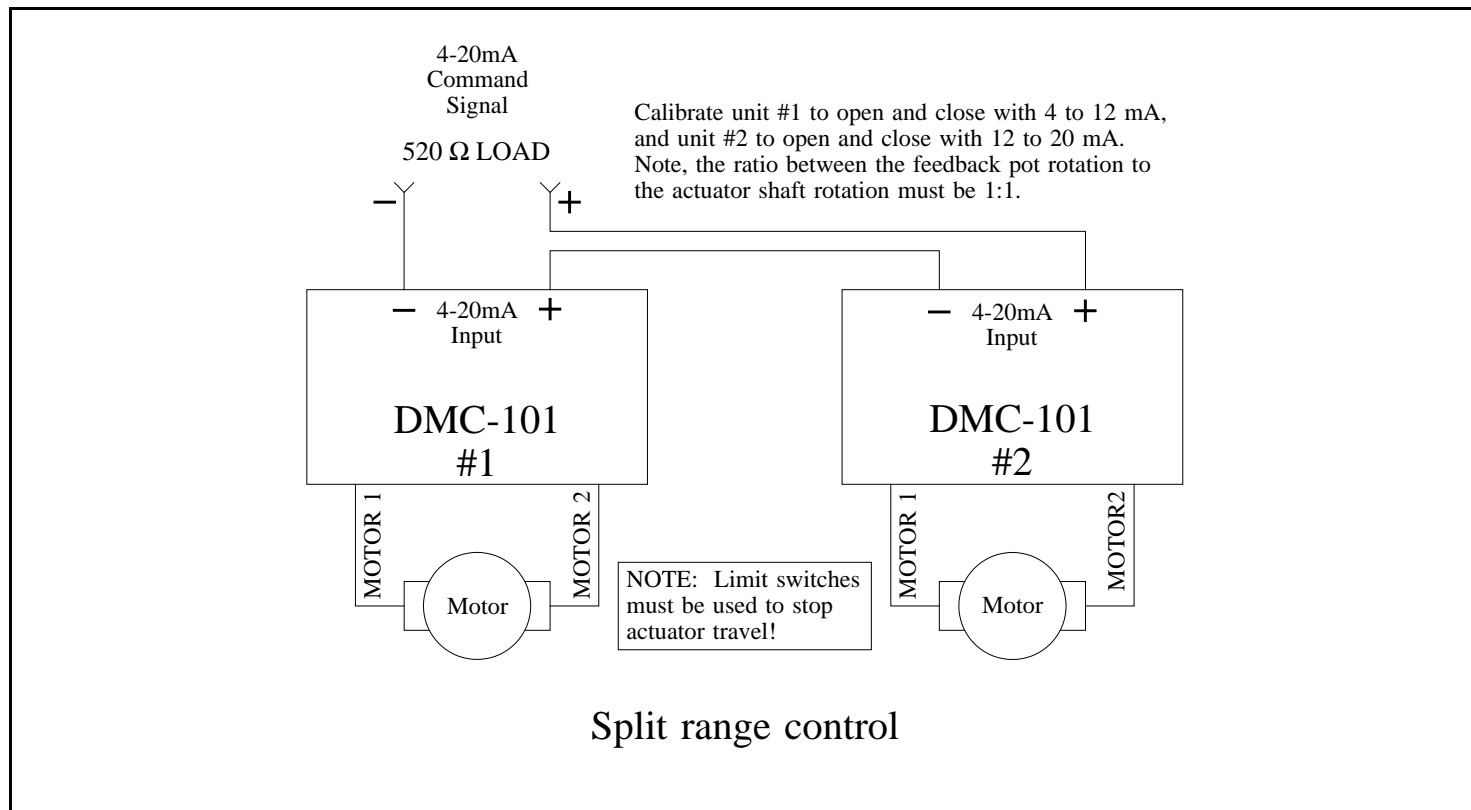 4-20mA
Command
Signal
520 Ω LOAD
− +
Calibrate unit #1 to open and close with 4 to 12 mA,
and unit #2 to open and close with 12 to 20 mA.
Note, the ratio between the feedback pot rotation to
the actuator shaft rotation must be 1:1.
− 4-20mA +
Input
DMC-101
#1
− 4-20mA +
Input
DMC-101
#2
MOTOR 1
MOTOR 2
Motor
NOTE: Limit switches
must be used to stop
actuator travel!
MOTOR 1
MOTOR2
Motor
Split range control